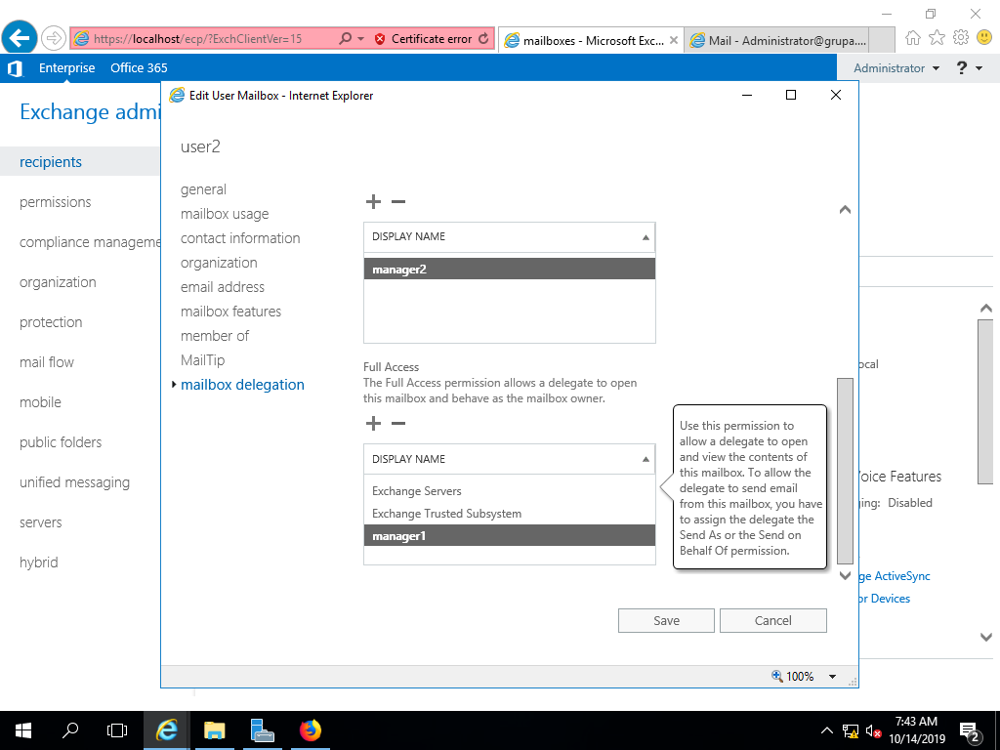 https://localhost/ecp/?ExchClientVer=15
Certificate error
mailboxes - Microsoft Exc...
Mail - Administrator@grupa....
Enterprise
Office 365
Administrator
?
Exchange admi
Edit User Mailbox - Internet Explorer
recipients
permissions
compliance manageme
organization
protection
mail flow
mobile
public folders
unified messaging
servers
hybrid
user2
general
mailbox usage
contact information
organization
email address
mailbox features
member of
MailTip
mailbox delegation
DISPLAY NAME
manager2
Full Access
The Full Access permission allows a delegate to open
this mailbox and behave as the mailbox owner.
DISPLAY NAME
Exchange Servers
Exchange Trusted Subsystem
manager1
Use this permission to
allow a delegate to open
and view the contents of
this mailbox. To allow the
delegate to send email
from this mailbox, you have
to assign the delegate the
Send As or the Send on
Behalf Of permission.
Save
Cancel
100%
ocal
oice Features
ging: Disabled
ge ActiveSync
or Devices
7:43 AM
10/14/2019
2